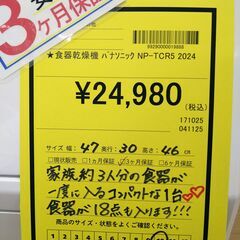 3
ヶ月保証
89290000019888
★食器乾燥機 パナソニック NP-TCR5 2024
¥24,980
(税込)
171025
041125
サイズ 幅: 47 奥行: 30 高さ: 46 CM
□現状販売 □1ヵ月保証 ☑3ヶ月保証 □6ヶ月保証
家族約3人分の食器が
一度に入るコンパクトな1台
食器が18点も入ります!!!
商品のサイズ、状態をよくご確認